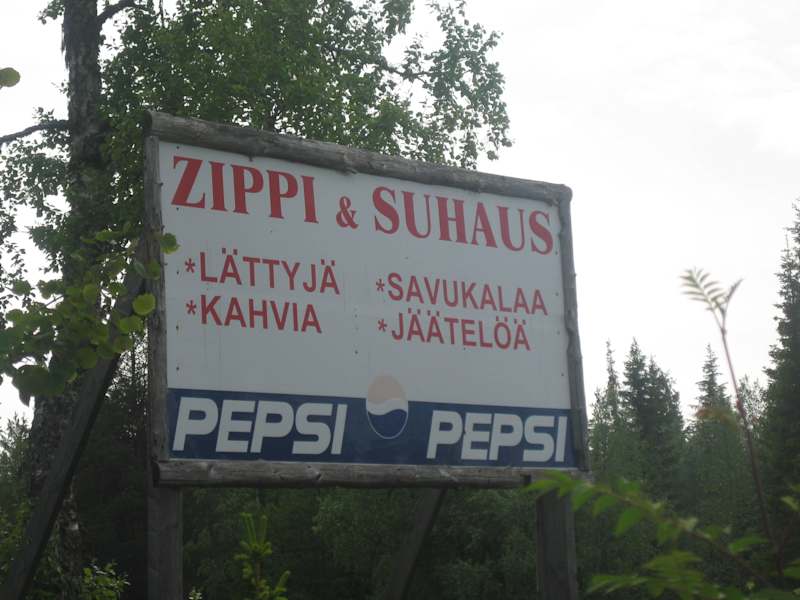 ZIPPI & SUHAUS
*LÄTTYJÄ *SAVUKALAA
*KAHVIA *JÄÄTELÖÄ
PEPSI PEPSI